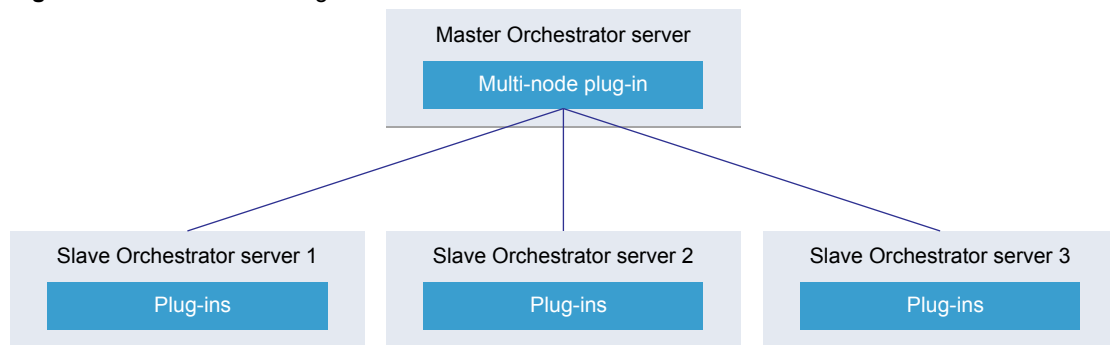 Master Orchestrator server
Multi-node plug-in
Slave Orchestrator server 1
Slave Orchestrator server 2
Slave Orchestrator server 3
Plug-ins
Plug-ins
Plug-ins